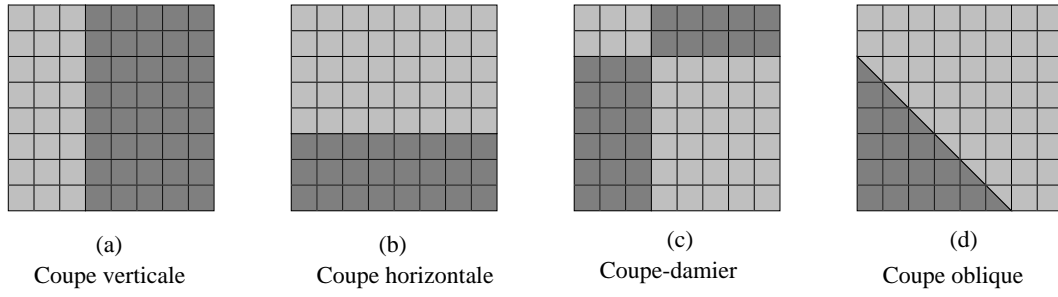 (a)
Coupe verticale
(b)
Coupe horizontale
(c)
Coupe-damier
(d)
Coupe oblique